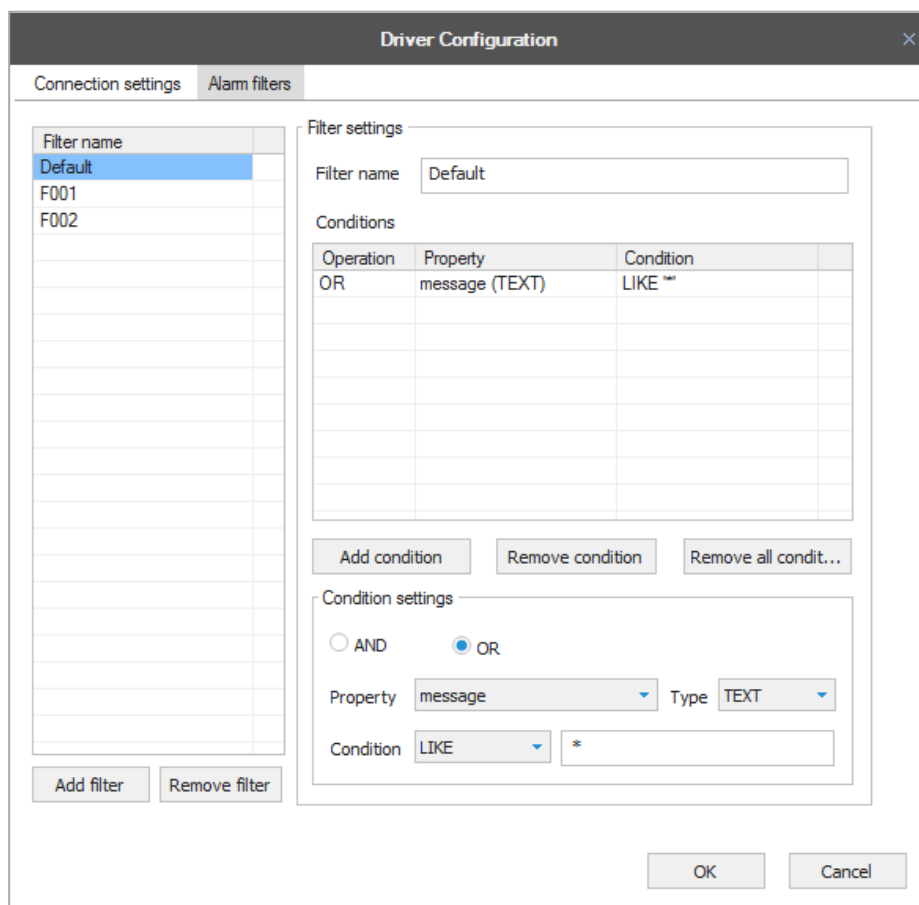 Driver Configuration
Connection settings Alarm filters
Filter name
Default
F001
F002
Filter settings
Filter name Default
Conditions
Operation Property Condition
OR message (TEXT) LIKE "*"
Add condition Remove condition Remove all condit...
Condition settings
AND OR
Property message Type TEXT
Condition LIKE *
Add filter Remove filter
OK Cancel